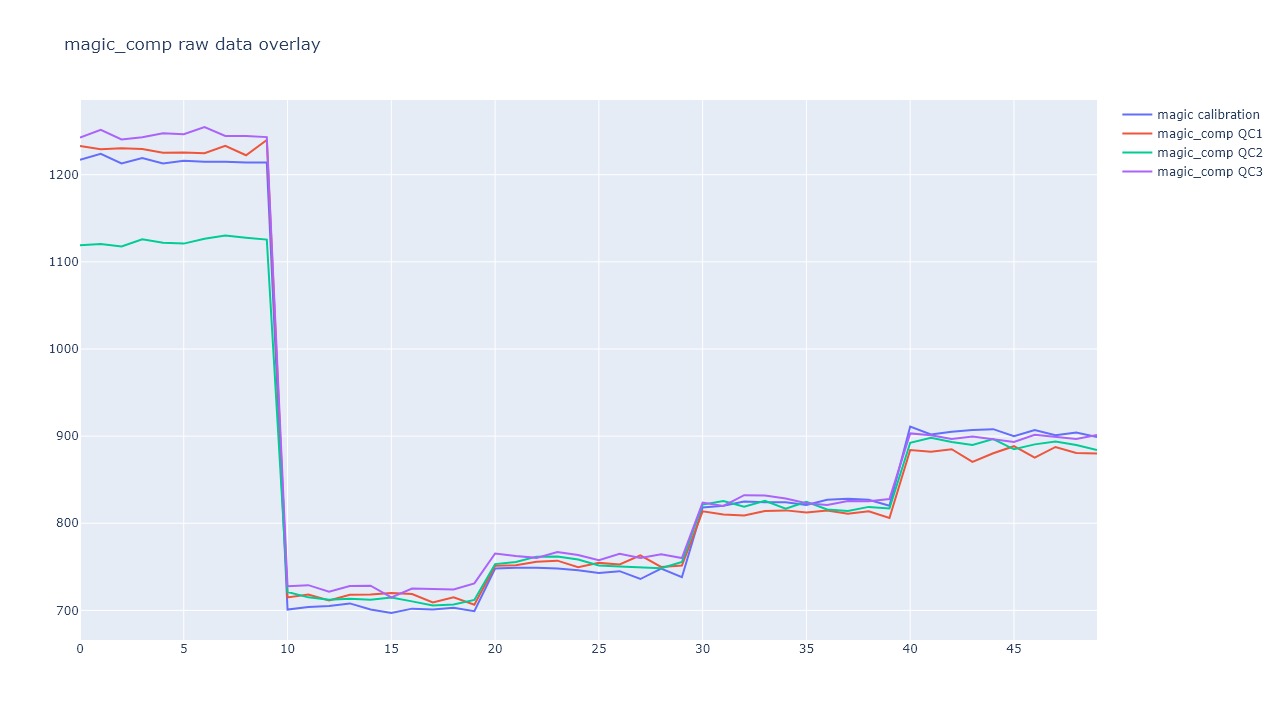 magic_comp raw data overlay
magic calibration
magic_comp QC1
magic_comp QC2
magic_comp QC3
1200
1100
1000
900
800
700
0 5 10 15 20 25 30 35 40 45